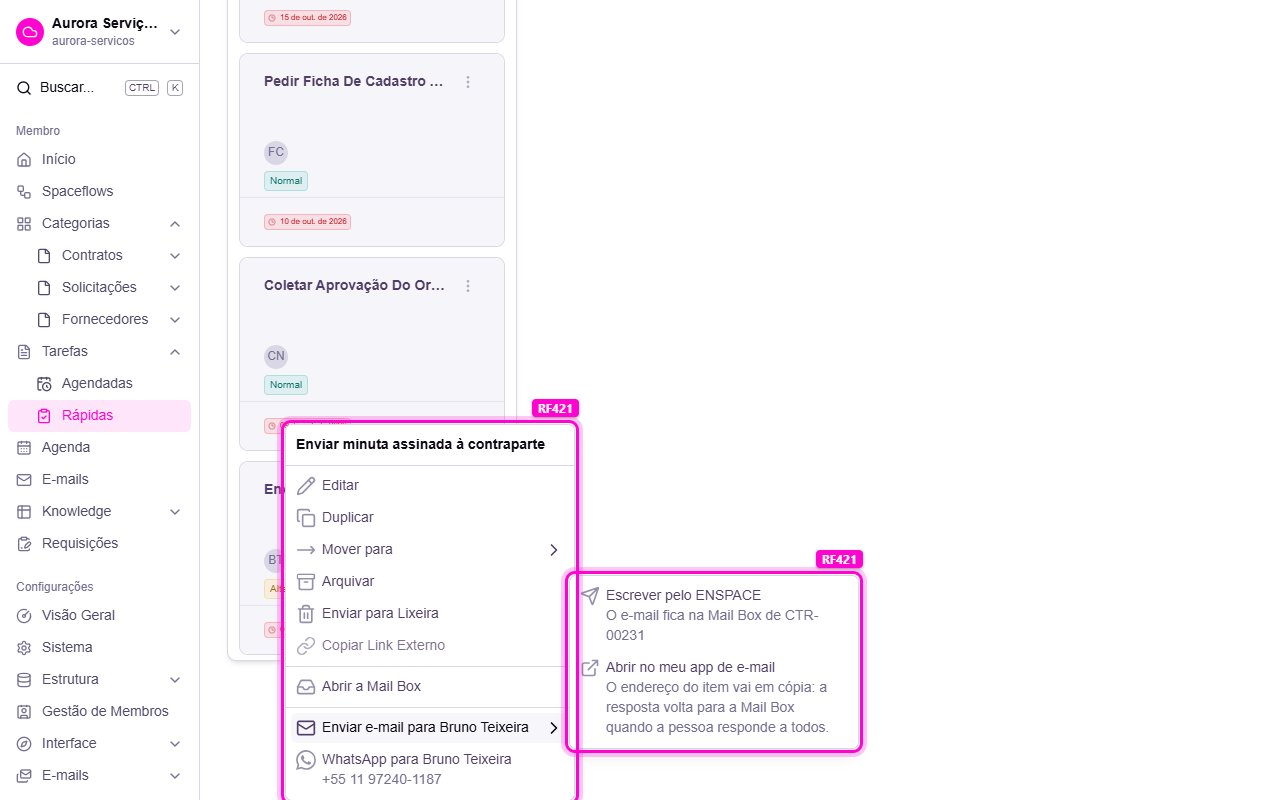 Aurora Serviç...
aurora-servicos
Buscar...
CTRL
K
Membro
Início
Spaceflows
Categorias
Contratos
Solicitações
Fornecedores
Tarefas
Agendadas
Rápidas
Agenda
E-mails
Knowledge
Requisições
Configurações
Visão Geral
Sistema
Estrutura
Gestão de Membros
Interface
E-mails
15 de out. de 2026
Pedir Ficha De Cadastro ...
FC
Normal
10 de out. de 2026
Coletar Aprovação Do Or...
CN
Normal
RF421
Enviar minuta assinada à contraparte
Editar
Duplicar
Mover para
Arquivar
Enviar para Lixeira
Copiar Link Externo
Abrir a Mail Box
Enviar e-mail para Bruno Teixeira
WhatsApp para Bruno Teixeira
+55 11 97240-1187
RF421
Escrever pelo ENSPACE
O e-mail fica na Mail Box de CTR-
00231
Abrir no meu app de e-mail
O endereço do item vai em cópia: a
resposta volta para a Mail Box
quando a pessoa responde a todos.